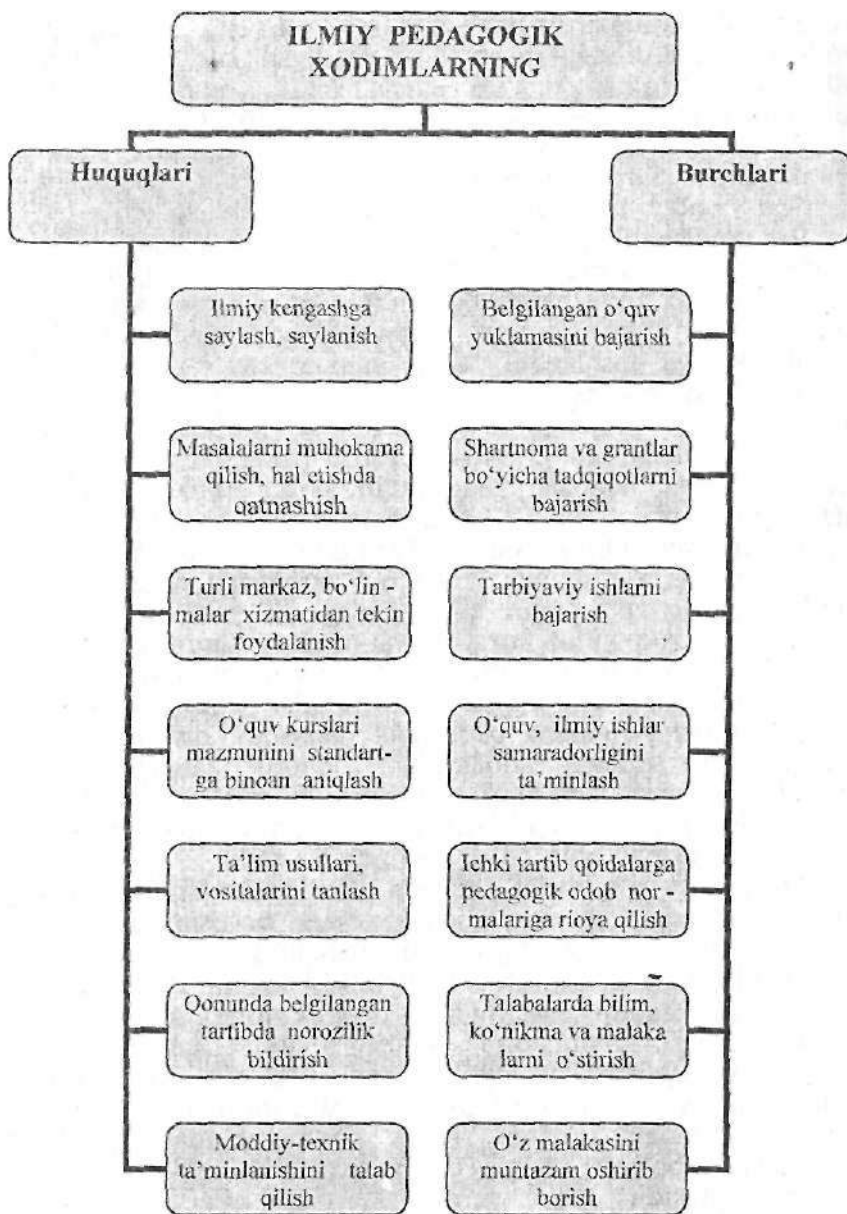 ILMIY PEDAGOGIK
XODIMLARNING
Huquqlari
Burchlari
Ilmiy kengashga
saylash, saylanish
Masalalarni muhokama
qilish, hal etishda
qatnashish
Turli markaz, bo‘lin -
malar xizmatidan tekin
foydalanish
O‘quv kurslari
mazmunini standart-
ga binoan aniqlash
Ta’lim usullari,
vositalarini tanlash
Qonunda belgilangan
tartibda norozilik
bildirish
Moddiy-texnik
ta’minlanishini talab
qilish
Belgilangan o‘quv
yuklamasini bajarish
Shartnoma va grantlar
bo‘yicha tadqiqotlarni
bajarish
Tarbiyaviy ishlarni
bajarish
O‘quv, ilmiy ishlar
samaradorligini
ta’minlash
Ichki tartib qoidalarga
pedagogik odob nor -
malariga rioya qilish
Talabalarda bilim,
ko‘nikma va malaka
larni o‘stirish
O‘z malakasini
muntazam oshirib
borish